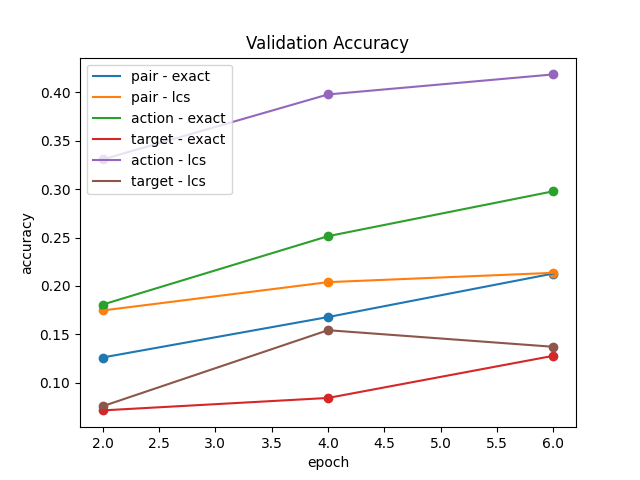 Validation Accuracy
pair - exact
pair - lcs
action - exact
target - exact
action - lcs
target - lcs
accuracy
0.40
0.35
0.30
0.25
0.20
0.15
0.10
2.0 2.5 3.0 3.5 4.0 4.5 5.0 5.5 6.0
epoch